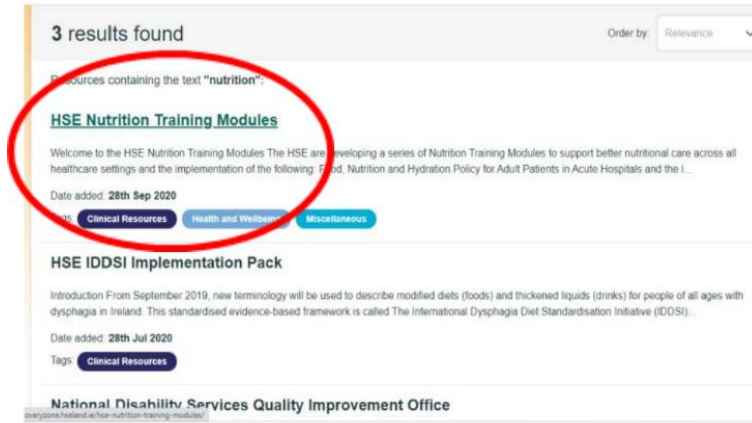 3 results found
Order by: Relevance
Resources containing the text "nutrition":
HSE Nutrition Training Modules
Welcome to the HSE Nutrition Training Modules The HSE are developing a series of Nutrition Training Modules to support better nutritional care across all
healthcare settings and the implementation of the following: Food, Nutrition and Hydration Policy for Adult Patients in Acute Hospitals and the I...
Date added: 28th Sep 2020
Tags: Clinical Resources Health and Wellbeing Miscellaneous
HSE IDDSI Implementation Pack
Introduction From September 2019, new terminology will be used to describe modified diets (foods) and thickened liquids (drinks) for people of all ages with
dysphagia in Ireland. This standardised evidence-based framework is called The International Dysphagia Diet Standardisation Initiative (IDDSI)...
Date added: 28th Jul 2020
Tags: Clinical Resources
National Disability Services Quality Improvement Office
overyzone.hseland.ie/hse-nutrition-training-modules/